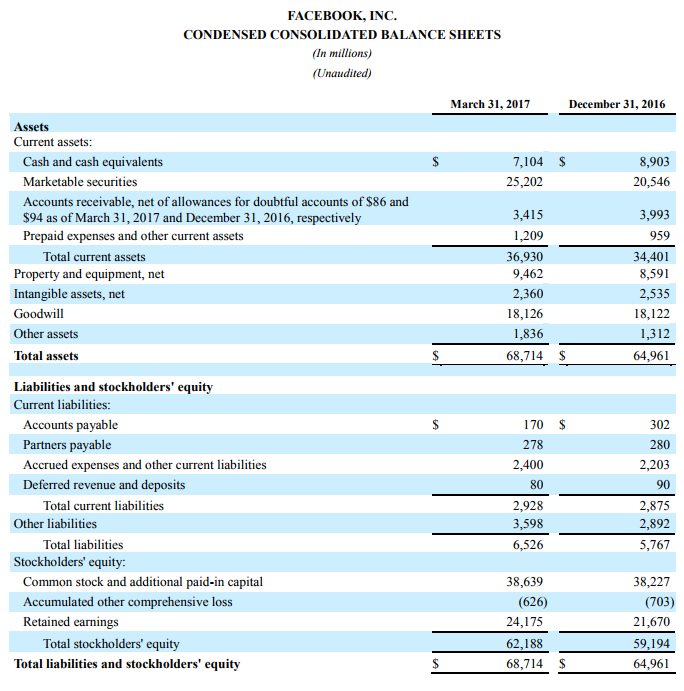 FACEBOOK, INC.
CONDENSED CONSOLIDATED BALANCE SHEETS
(In millions)
(Unaudited)
March 31, 2017 December 31, 2016
Assets
Current assets:
Cash and cash equivalents $ 7,104 $ 8,903
Marketable securities 25,202 20,546
Accounts receivable, net of allowances for doubtful accounts of $86 and
$94 as of March 31, 2017 and December 31, 2016, respectively 3,415 3,993
Prepaid expenses and other current assets 1,209 959
Total current assets 36,930 34,401
Property and equipment, net 9,462 8,591
Intangible assets, net 2,360 2,535
Goodwill 18,126 18,122
Other assets 1,836 1,312
Total assets $ 68,714 $ 64,961
Liabilities and stockholders' equity
Current liabilities:
Accounts payable $ 170 $ 302
Partners payable 278 280
Accrued expenses and other current liabilities 2,400 2,203
Deferred revenue and deposits 80 90
Total current liabilities 2,928 2,875
Other liabilities 3,598 2,892
Total liabilities 6,526 5,767
Stockholders' equity:
Common stock and additional paid-in capital 38,639 38,227
Accumulated other comprehensive loss (626) (703)
Retained earnings 24,175 21,670
Total stockholders' equity 62,188 59,194
Total liabilities and stockholders' equity $ 68,714 $ 64,961